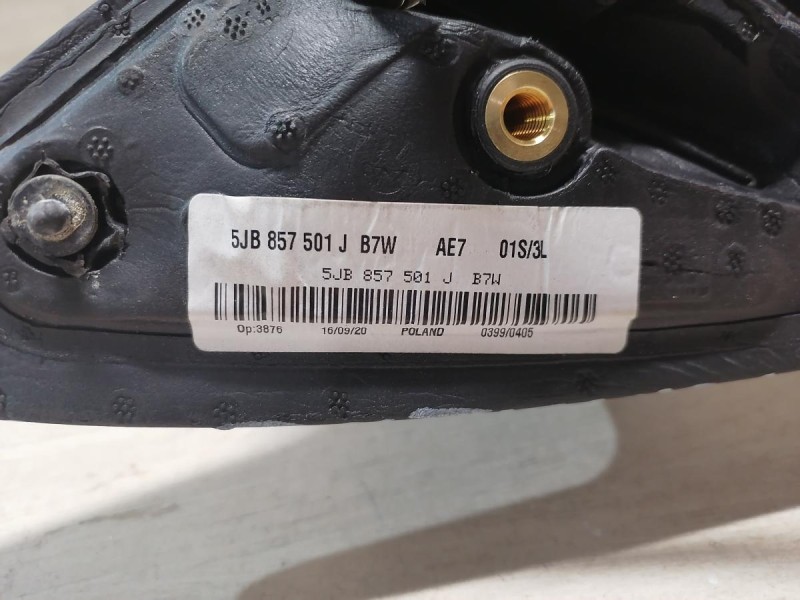 5JB 857 501 J B7W AE7 01S/3L
5JB 857 501 J B7W
Op:3876 16/09/20 POLAND 0399/0405